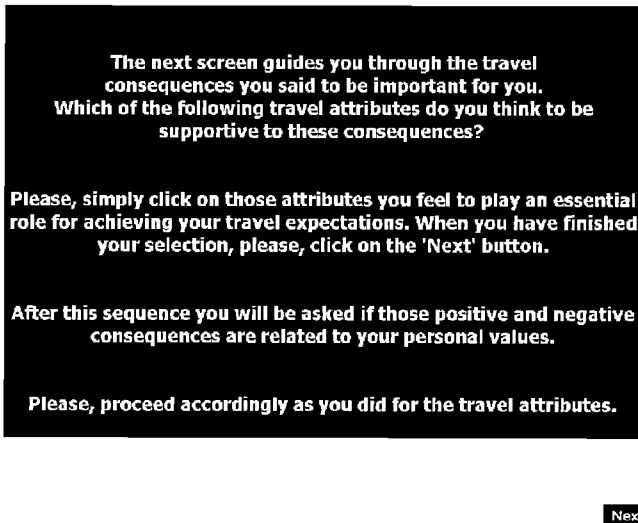 The next screen guides you through the travel
consequences you said to be important for you.
Which of the following travel attributes do you think to be
supportive to these consequences?
Please, simply click on those attributes you feel to play an essential
role for achieving your travel expectations. When you have finished
your selection, please, click on the 'Next' button.
After this sequence you will be asked if those positive and negative
consequences are related to your personal values.
Please, proceed accordingly as you did for the travel attributes.
Nex